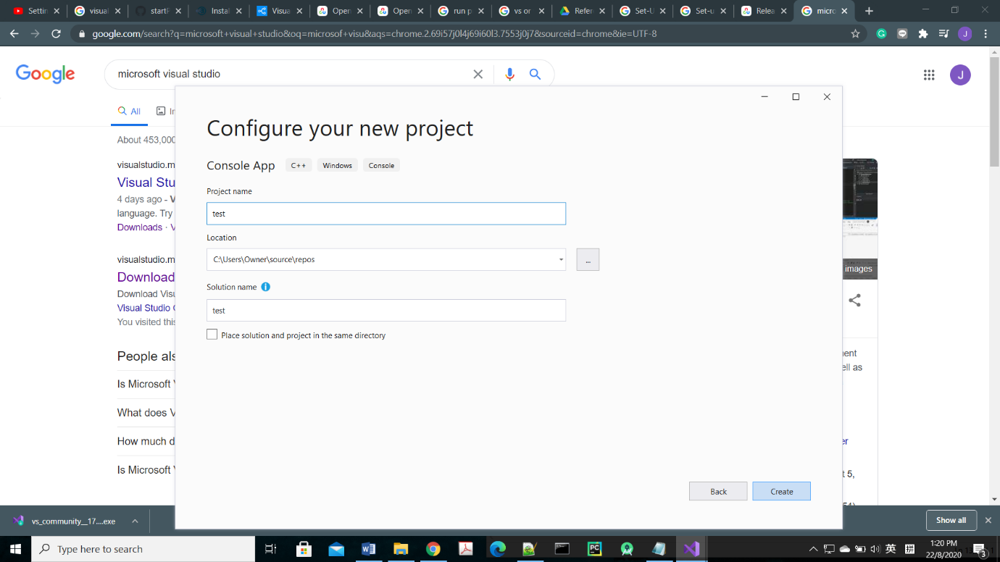 Settin
visual
startF
Instal
Visua
Open
Open
run p
vs or
Refer
Set-U
Set-u
Relea
micro
google.com/search?q=microsoft+visual+studio&oq=microsof+visu&aqs=chrome.2.69i57j0l4j69i60l3.7553j0j7&sourceid=chrome&ie=UTF-8
J
Google
microsoft visual studio
J
All
About 453,000
visualstudio.m
Visual Stu
4 days ago - V
language. Try
Downloads · V
visualstudio.m
Download
Download Visu
Visual Studio C
You visited this
People als
Is Microsoft V
What does V
How much d
Is Microsoft V
Configure your new project
Console App C++ Windows Console
Project name
test
Location
C:\Users\Owner\source\repos
...
Solution name
test
Place solution and project in the same directory
Back
Create
images
ell as
t 5,
vs_community__17....exe
Show all
Type here to search
英
拼
1:20 PM
22/8/2020
3